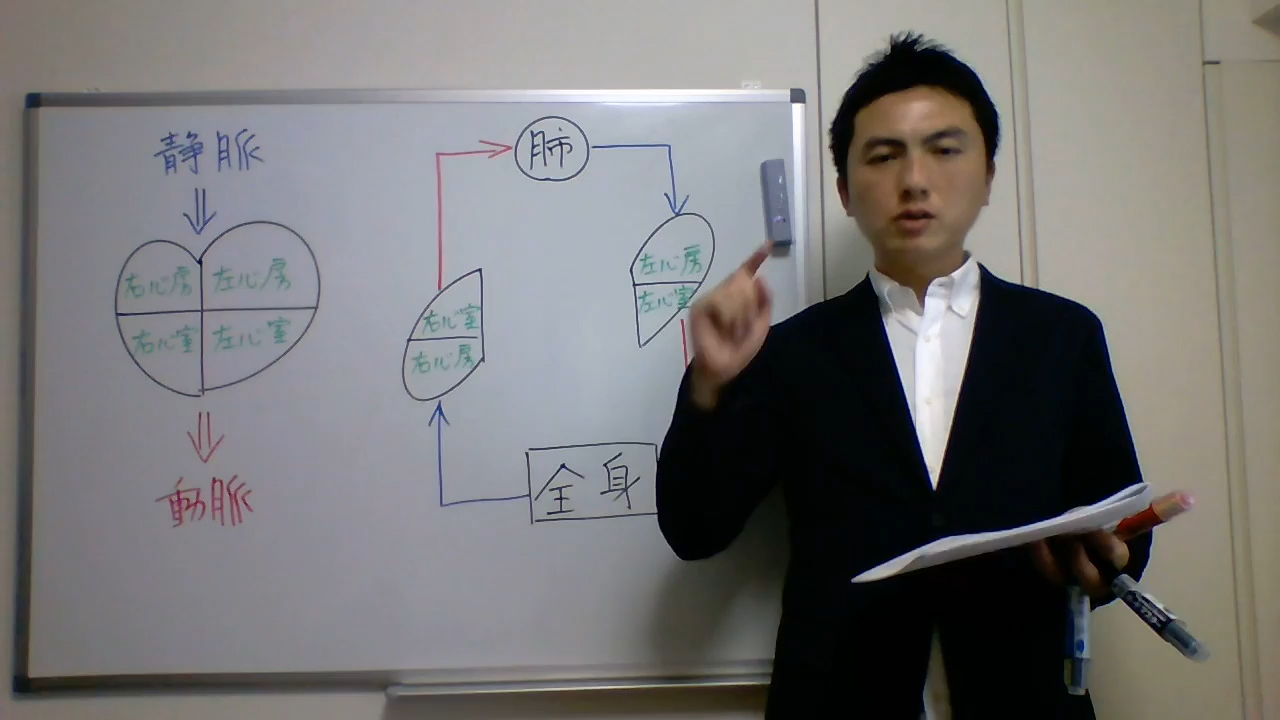 静脈
右心房 左心房
右心室 左心室
動脈
肺
右心室
右心房
左心房
左心室
全身